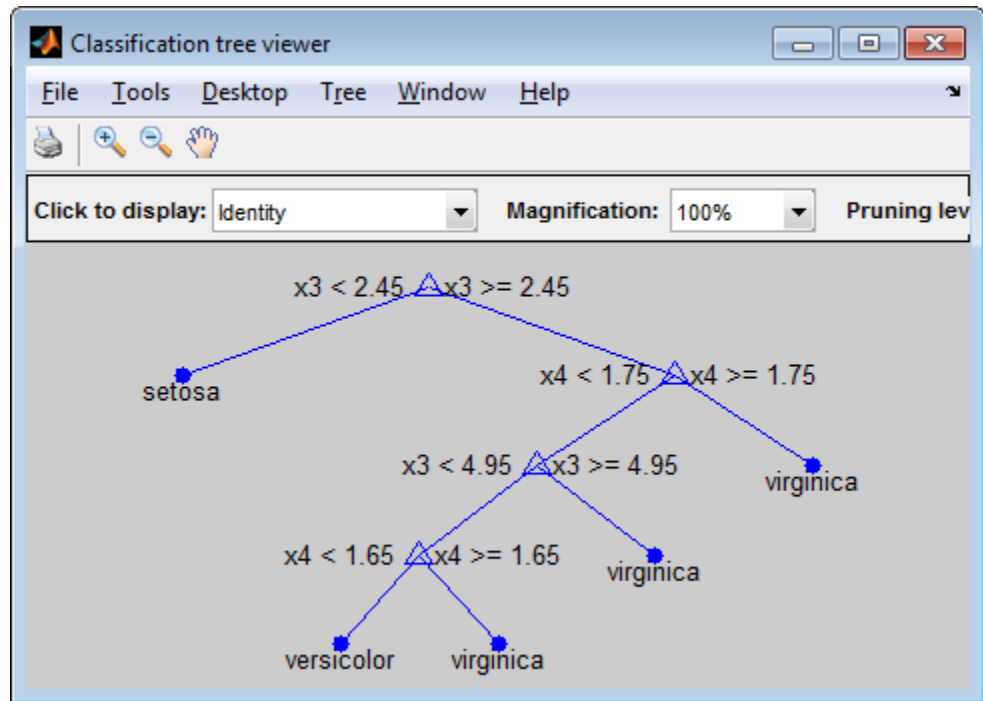 Classification tree viewer
File Tools Desktop Tree Window Help
Click to display: Identity Magnification: 100% Pruning lev
x3 < 2.45 x3 >= 2.45
setosa
x4 < 1.75 x4 >= 1.75
x3 < 4.95 x3 >= 4.95
virginica
x4 < 1.65 x4 >= 1.65
virginica
versicolor virginica